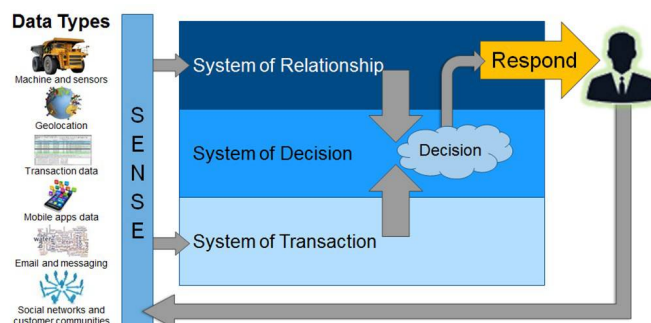 Data Types
Machine and sensors
Geolocation
Transaction data
Mobile apps data
Email and messaging
Social networks and
customer communities
S
E
N
S
E
System of Relationship
System of Decision
System of Transaction
Decision
Respond